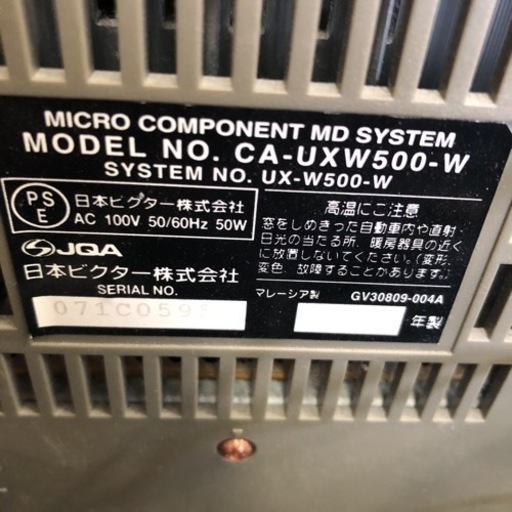 MICRO COMPONENT MD SYSTEM
MODEL NO. CA-UXW500-W
SYSTEM NO. UX-W500-W
PS
E
日本ビクター株式会社
AC 100V 50/60Hz 50W
JQA
日本ビクター株式会社
SERIAL NO.
高温にご注意
窓をしめきった自動車内や直射
日光の当たる所、暖房器具の近く
に放置しないてください。(変形、
変色、故障することがあります。)
マレーシア製 GV30809-004A
年製